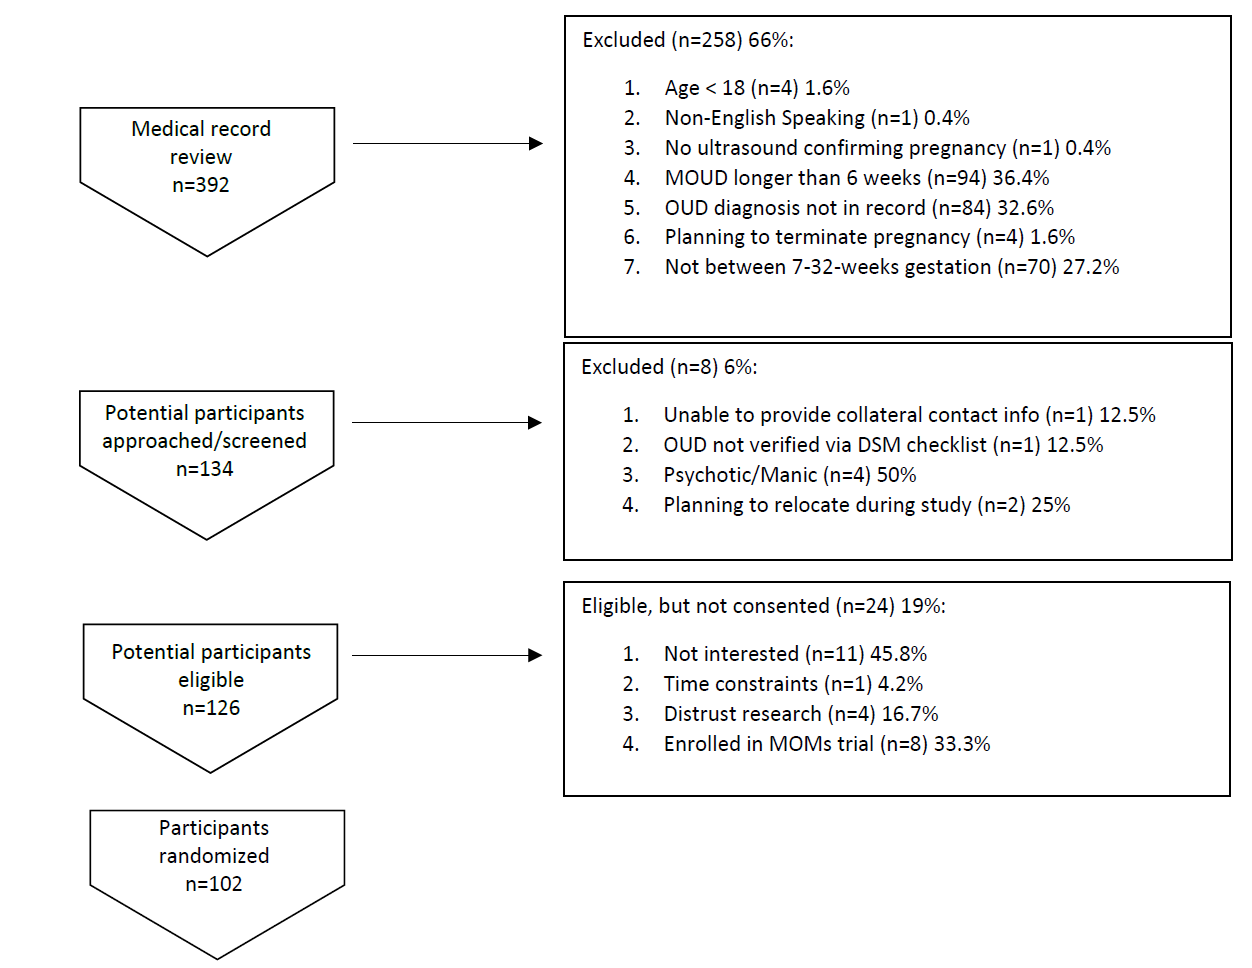 Medical record
review
n=392
Excluded (n=258) 66%:
1. Age < 18 (n=4) 1.6%
2. Non-English Speaking (n=1) 0.4%
3. No ultrasound confirming pregnancy (n=1) 0.4%
4. MOUD longer than 6 weeks (n=94) 36.4%
5. OUD diagnosis not in record (n=84) 32.6%
6. Planning to terminate pregnancy (n=4) 1.6%
7. Not between 7-32-weeks gestation (n=70) 27.2%
Potential participants
approached/screened
n=134
Excluded (n=8) 6%:
1. Unable to provide collateral contact info (n=1) 12.5%
2. OUD not verified via DSM checklist (n=1) 12.5%
3. Psychotic/Manic (n=4) 50%
4. Planning to relocate during study (n=2) 25%
Potential participants
eligible
n=126
Eligible, but not consented (n=24) 19%:
1. Not interested (n=11) 45.8%
2. Time constraints (n=1) 4.2%
3. Distrust research (n=4) 16.7%
4. Enrolled in MOMs trial (n=8) 33.3%
Participants
randomized
n=102